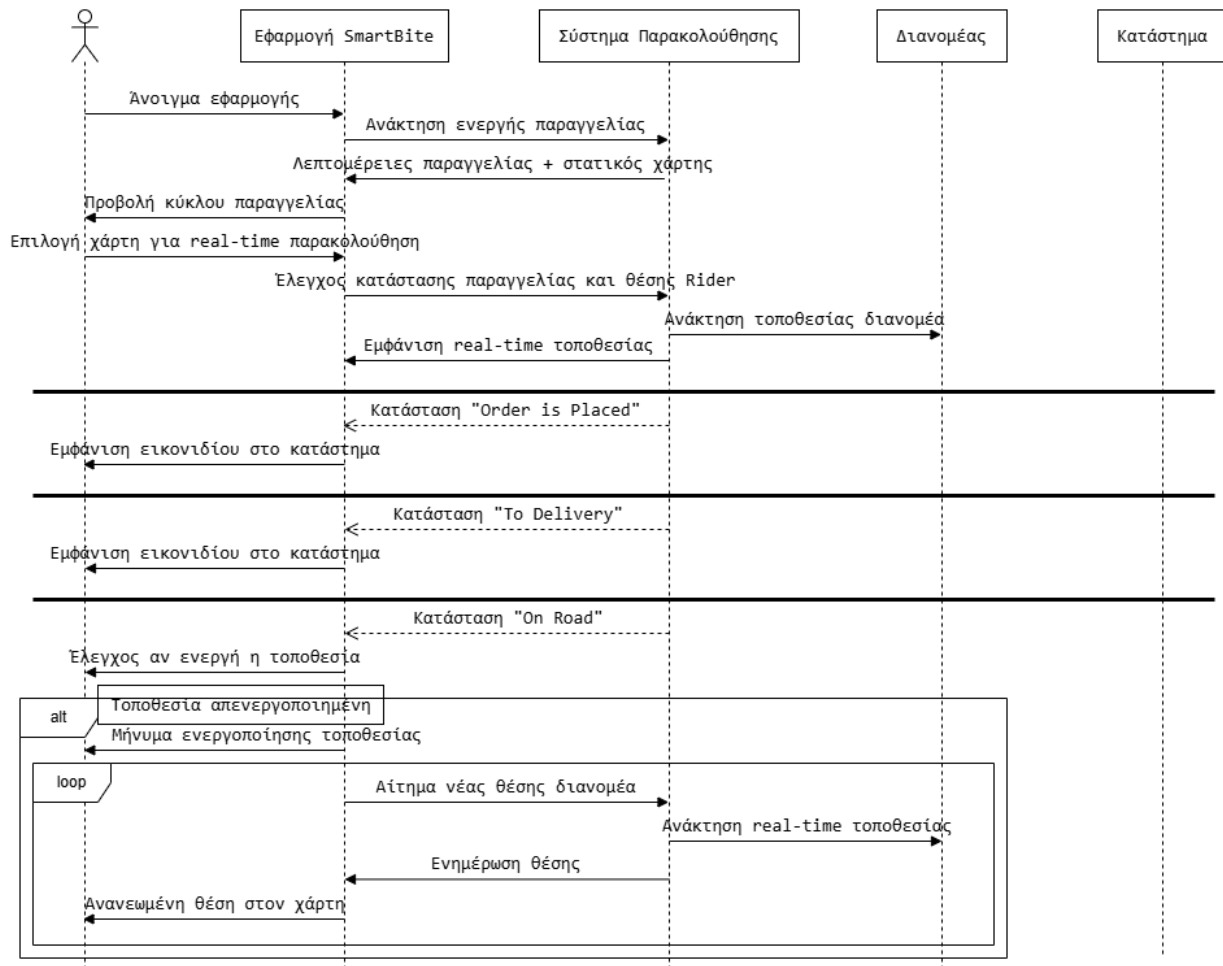 Εφαρμογή SmartBite
Σύστημα Παρακολούθησης
Διανομέας
Κατάστημα
Άνοιγμα εφαρμογής
Ανάκτηση ενεργής παραγγελίας
Λεπτομέρειες παραγγελίας + στατικός χάρτης
Προβολή κύκλου παραγγελίας
Επιλογή χάρτη για real-time παρακολούθηση
Έλεγχος κατάστασης παραγγελίας και θέσης Rider
Ανάκτηση τοποθεσίας διανομέα
Εμφάνιση real-time τοποθεσίας
Κατάσταση "Order is Placed"
Εμφάνιση εικονιδίου στο κατάστημα
Κατάσταση "To Delivery"
Εμφάνιση εικονιδίου στο κατάστημα
Κατάσταση "On Road"
Έλεγχος αν ενεργή η τοποθεσία
alt
Τοποθεσία απενεργοποιημένη
Μήνυμα ενεργοποίησης τοποθεσίας
loop
Αίτημα νέας θέσης διανομέα
Ανάκτηση real-time τοποθεσίας
Ενημέρωση θέσης
Ανανεωμένη θέση στον χάρτη